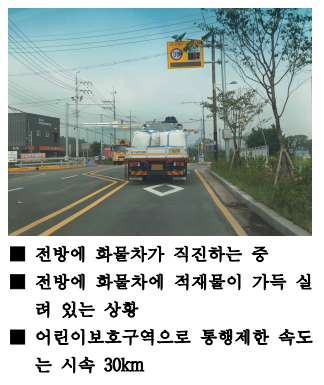 ■ 전방에 화물차가 직진하는 중
■ 전방에 화물차에 적재물이 가득 실
려 있는 상황
■ 어린이보호구역으로 통행제한 속도
는 시속 30km